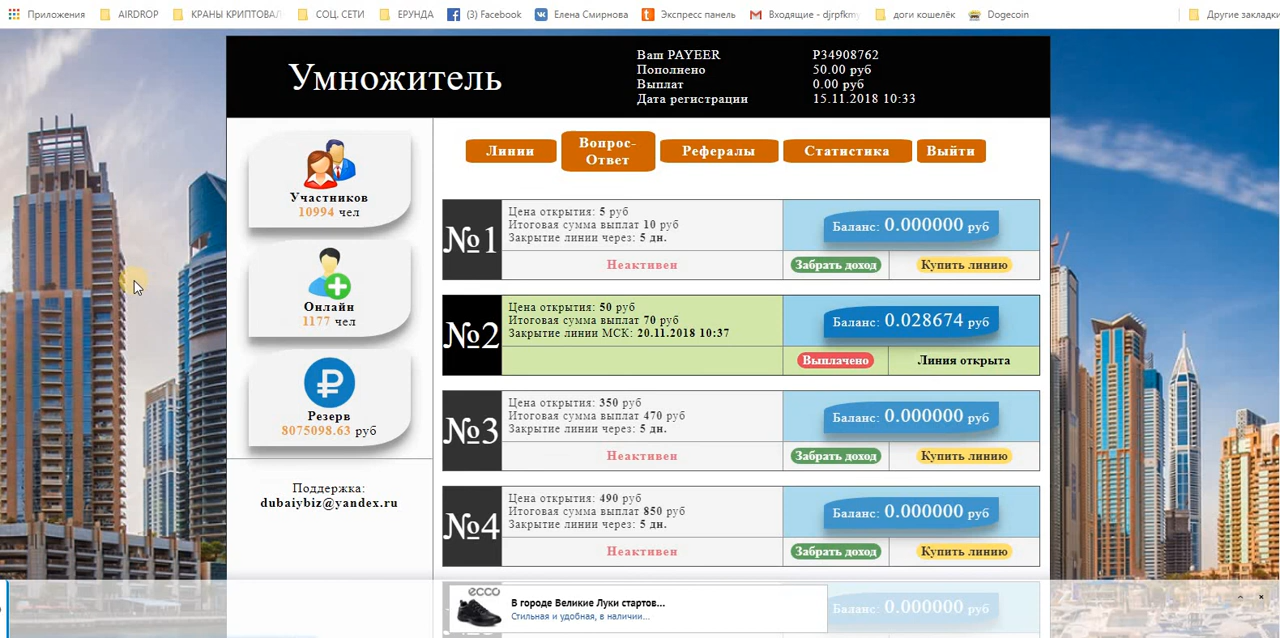 Приложения
AIRDROP
КРАНЫ КРИПТОВАЛ
СОЦ. СЕТИ
ЕРУНДА
(3) Facebook
Елена Смирнова
Экспресс панель
Входящие - djrpfkmy
доги кошелёк
Dogecoin
Другие закладки
Умножитель
Ваш PAYEER P34908762
Пополнено 50.00 руб
Выплат 0.00 руб
Дата регистрации 15.11.2018 10:33
Участников
10994 чел
Онлайн
1177 чел
Резерв
8075098.63 руб
Поддержка:
dubaiybiz@yandex.ru
Линии
Вопрос-
Ответ
Рефералы
Статистика
Выйти
№1
Цена открытия: 5 руб
Итоговая сумма выплат 10 руб
Закрытие линии через: 5 дн.
Баланс: 0.000000 руб
Неактивен
Забрать доход
Купить линию
№2
Цена открытия: 50 руб
Итоговая сумма выплат 70 руб
Закрытие линии МСК: 20.11.2018 10:37
Баланс: 0.028674 руб
Выплачено
Линия открыта
№3
Цена открытия: 350 руб
Итоговая сумма выплат 470 руб
Закрытие линии через: 5 дн.
Баланс: 0.000000 руб
Неактивен
Забрать доход
Купить линию
№4
Цена открытия: 490 руб
Итоговая сумма выплат 850 руб
Закрытие линии через: 5 дн.
Баланс: 0.000000 руб
Неактивен
Забрать доход
Купить линию
Баланс: 0.000000 руб
ecco
В городе Великие Луки стартов...
Стильная и удобная, в наличии...